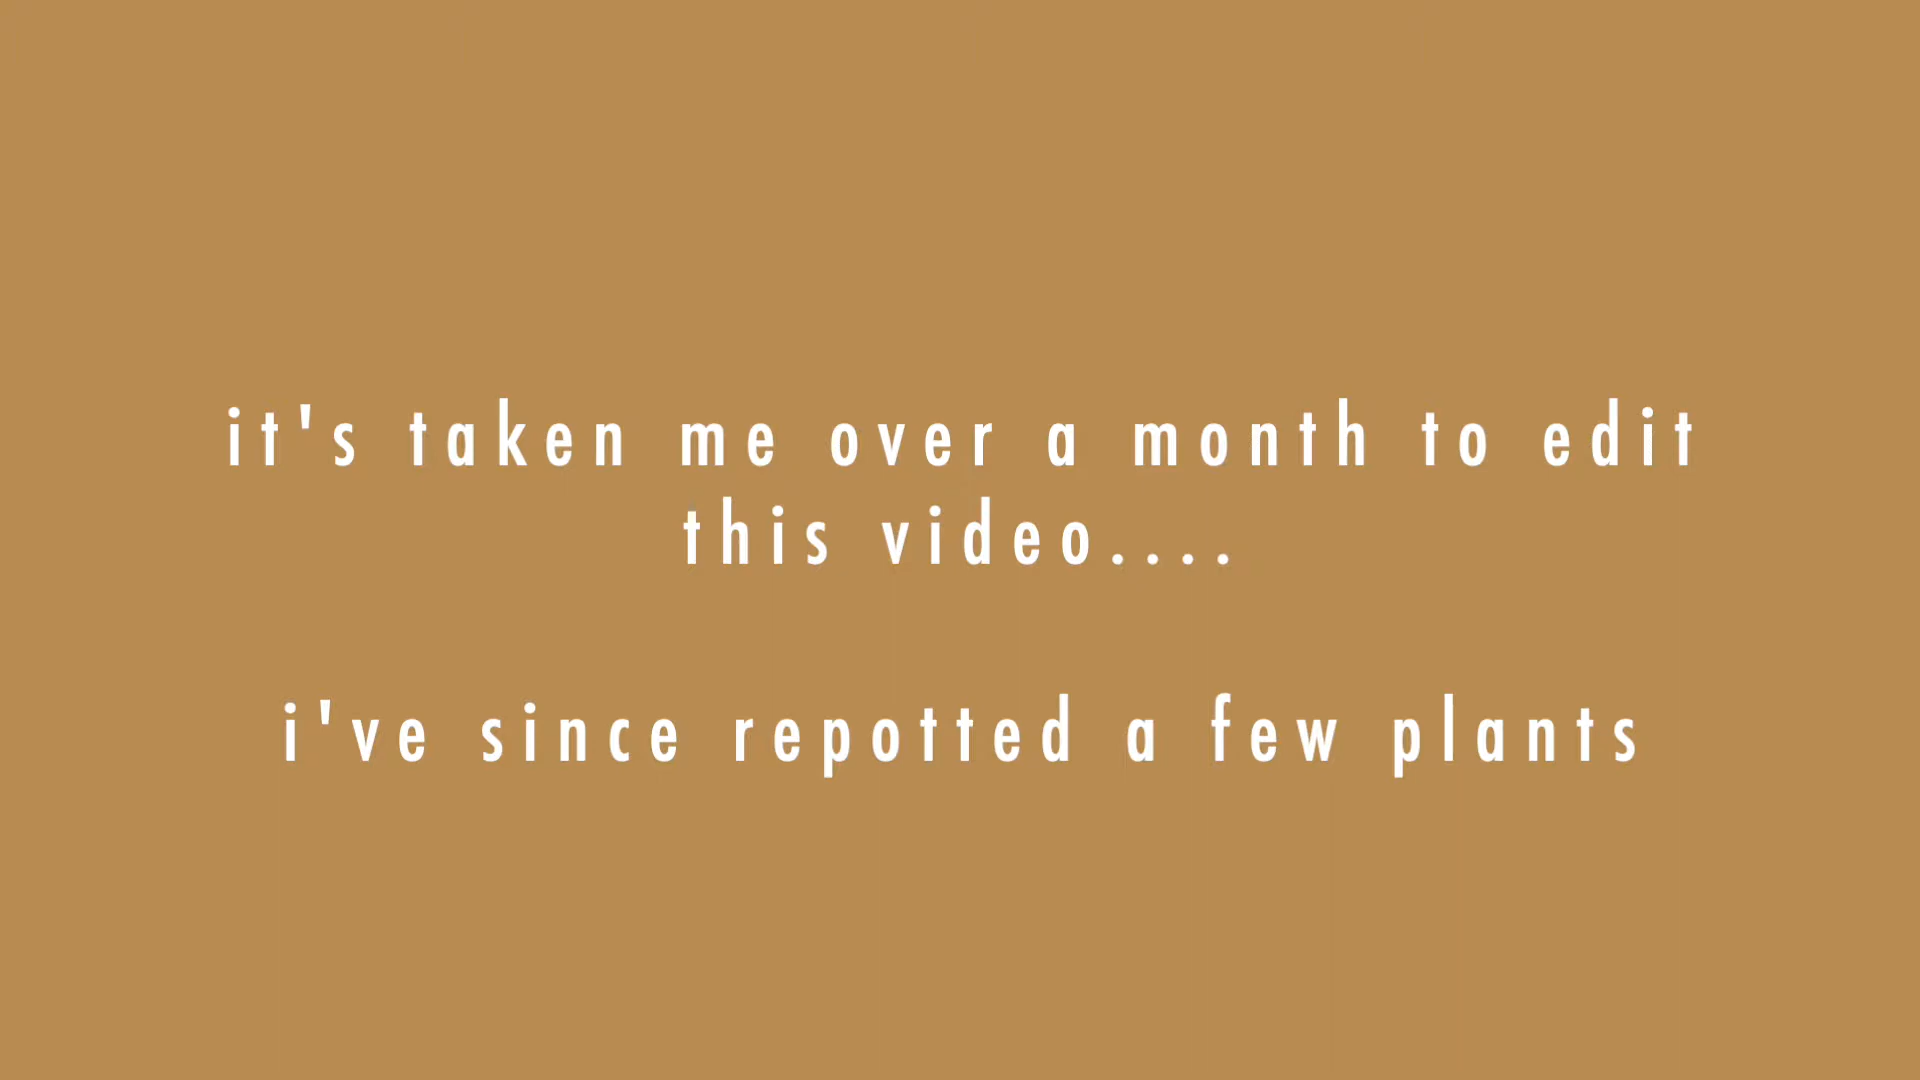 it's taken me over a month to edit
this video....
i've since repotted a few plants